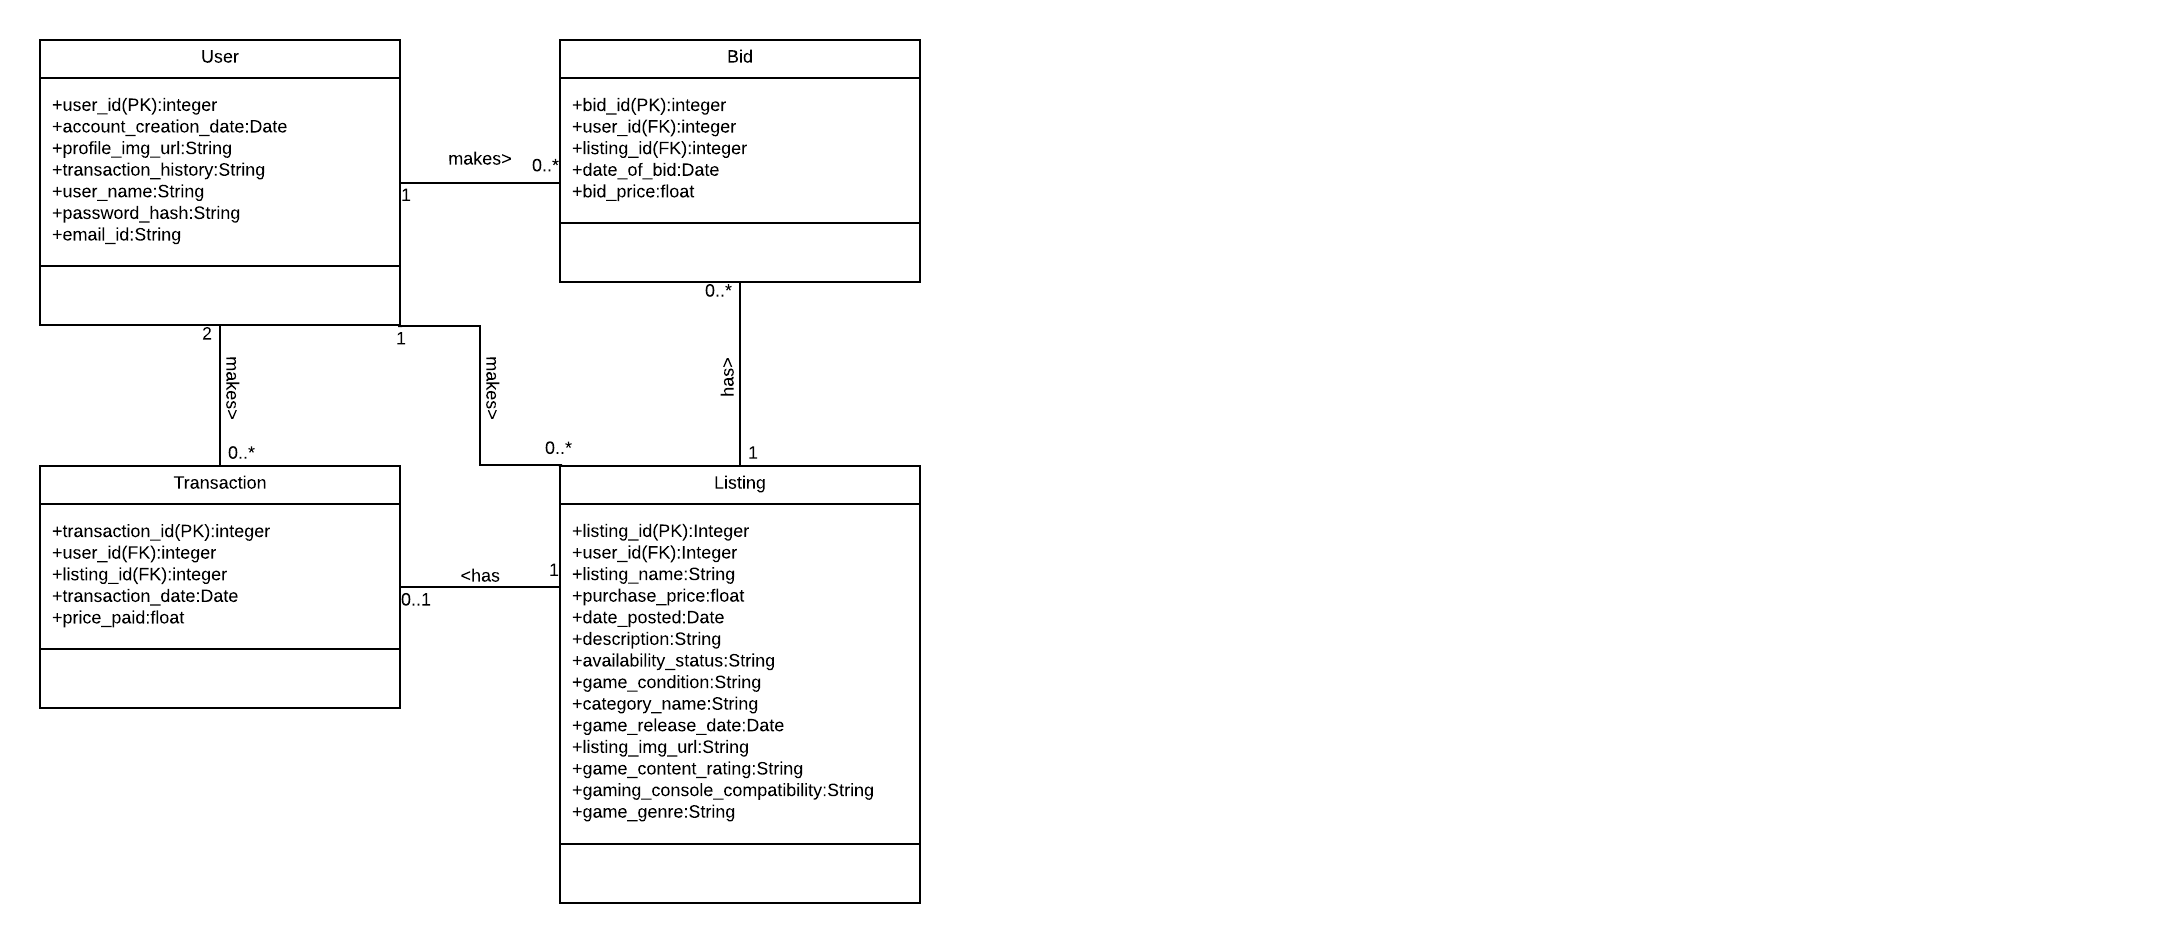 User
+user_id(PK):integer
+account_creation_date:Date
+profile_img_url:String
+transaction_history:String
+user_name:String
+password_hash:String
+email_id:String
makes>
0..*
1
Bid
+bid_id(PK):integer
+user_id(FK):integer
+listing_id(FK):integer
+date_of_bid:Date
+bid_price:float
2
makes>
0..*
1
makes>
0..*
0..*
has>
1
Transaction
+transaction_id(PK):integer
+user_id(FK):integer
+listing_id(FK):integer
+transaction_date:Date
+price_paid:float
<has
1
0..1
Listing
+listing_id(PK):Integer
+user_id(FK):Integer
+listing_name:String
+purchase_price:float
+date_posted:Date
+description:String
+availability_status:String
+game_condition:String
+category_name:String
+game_release_date:Date
+listing_img_url:String
+game_content_rating:String
+gaming_console_compatibility:String
+game_genre:String